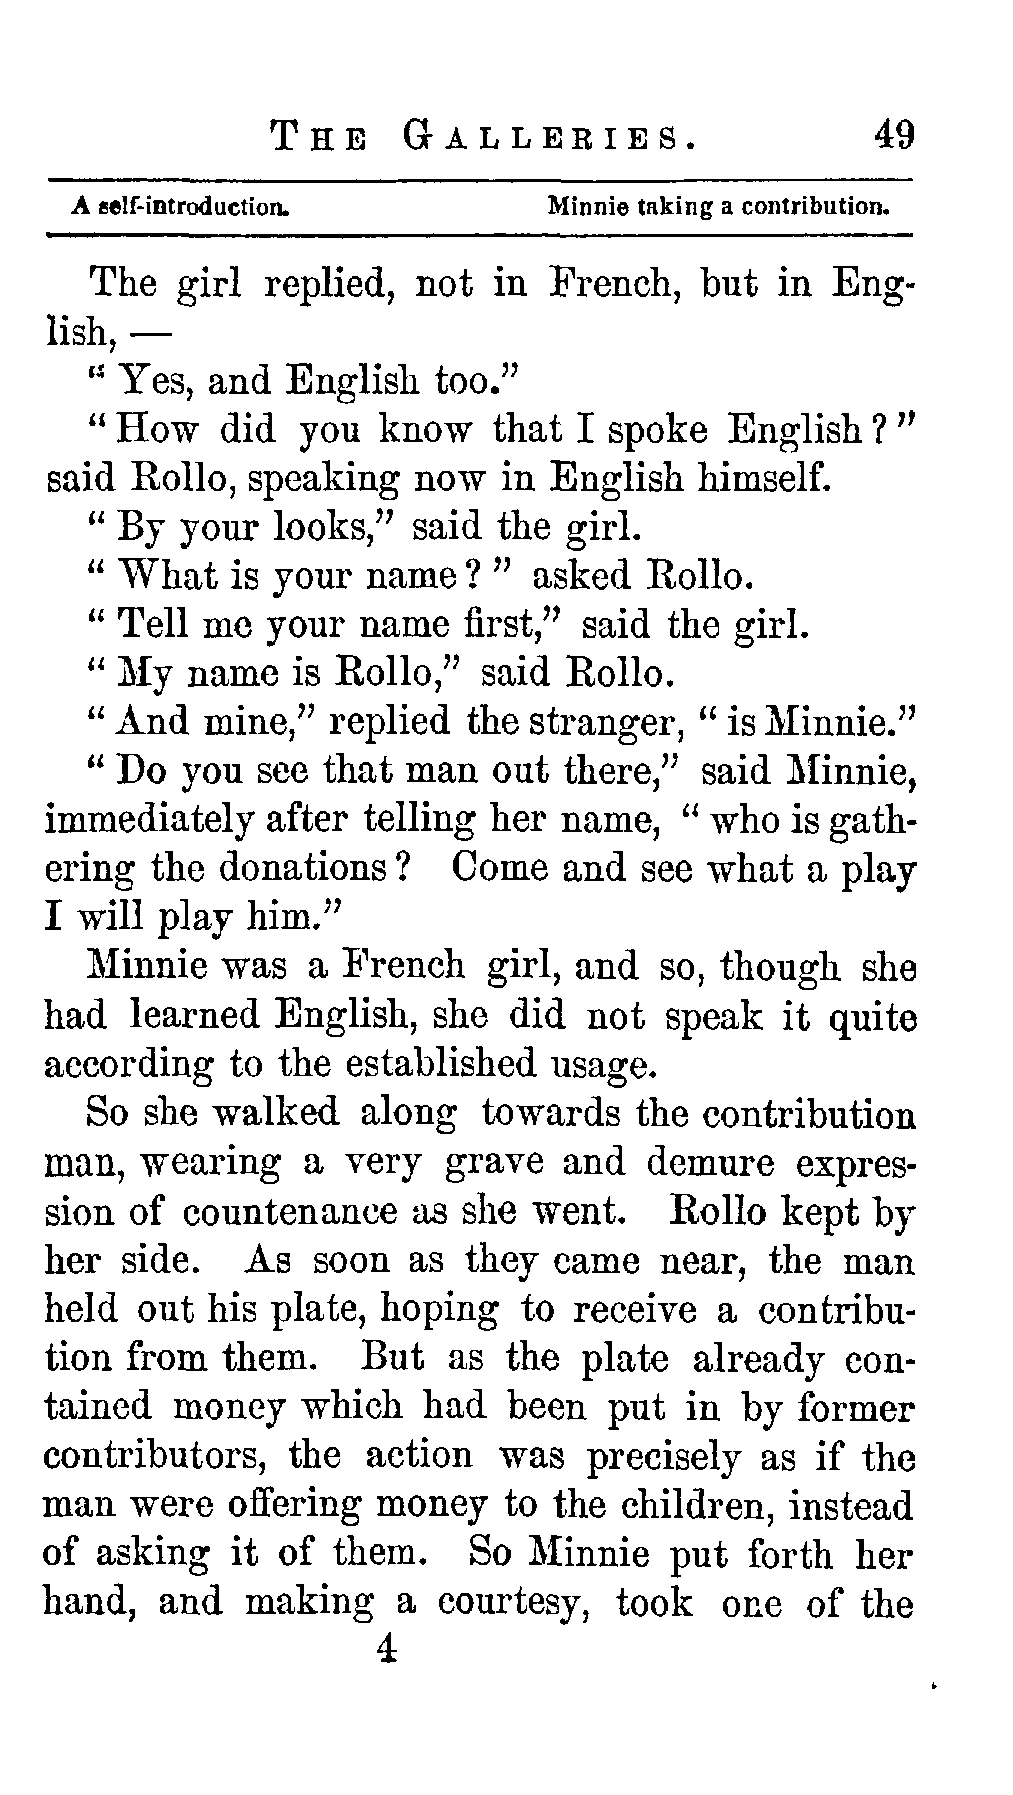 THE GALLERIES. 49
A self-introduction. Minnie taking a contribution.
The girl replied, not in French, but in Eng-
lish, —
“ Yes, and English too.”
“ How did you know that I spoke English ? ”
said Rollo, speaking now in English himself.
“ By your looks,” said the girl.
“ What is your name ? ” asked Rollo.
“ Tell me your name first,” said the girl.
“ My name is Rollo,” said Rollo.
“ And mine,” replied the stranger, “ is Minnie.”
“ Do you see that man out there,” said Minnie,
immediately after telling her name, “ who is gath-
ering the donations ? Come and see what a play
I will play him.”
Minnie was a French girl, and so, though she
had learned English, she did not speak it quite
according to the established usage.
So she walked along towards the contribution
man, wearing a very grave and demure expres-
sion of countenance as she went. Rollo kept by
her side. As soon as they came near, the man
held out his plate, hoping to receive a contribu-
tion from them. But as the plate already con-
tained money which had been put in by former
contributors, the action was precisely as if the
man were offering money to the children, instead
of asking it of them. So Minnie put forth her
hand, and making a courtesy, took one of the
4